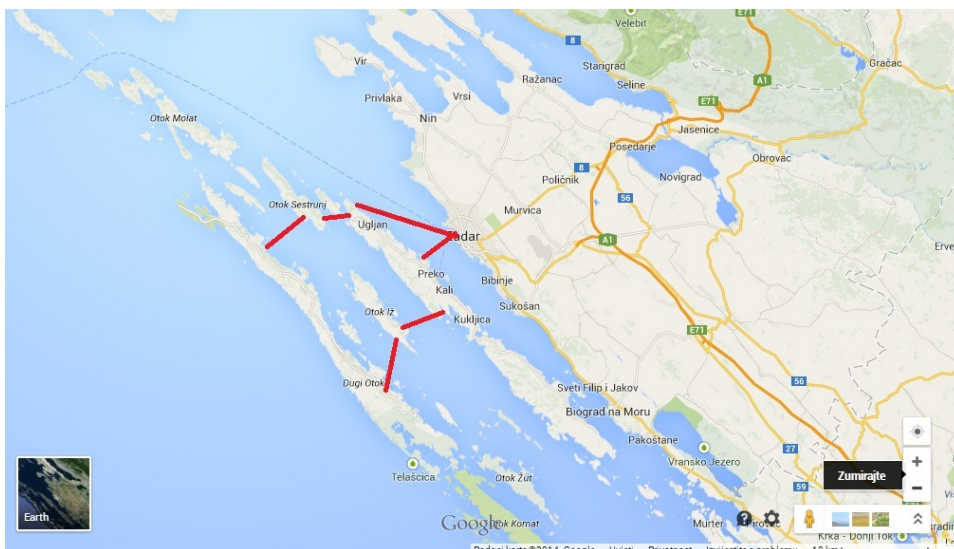 Velebit
E71
8
Starigrad
Gračac
Vir
Ražanac
Seline
A1
Privlaka
Vrsi
E71
Otok Molat
Nin
Jasenice
Posedarje
Obrovac
8
Poličnik
Novigrad
56
Otok Sestrunj
Murvica
Ugljan
Zadar
A1
Preko
Bibinje
Kali
Sukošan
Otok Iž
Kukljica
E71
Dugi Otok
Sveti Filip i Jakov
56
Biograd na Moru
Pakoštane
27
Vransko Jezero
Telašćica
Otok Žut
Zumirajte
59
Earth
Google
Otok Kornat
Murter
Pirovac
Krka - Donji Tok